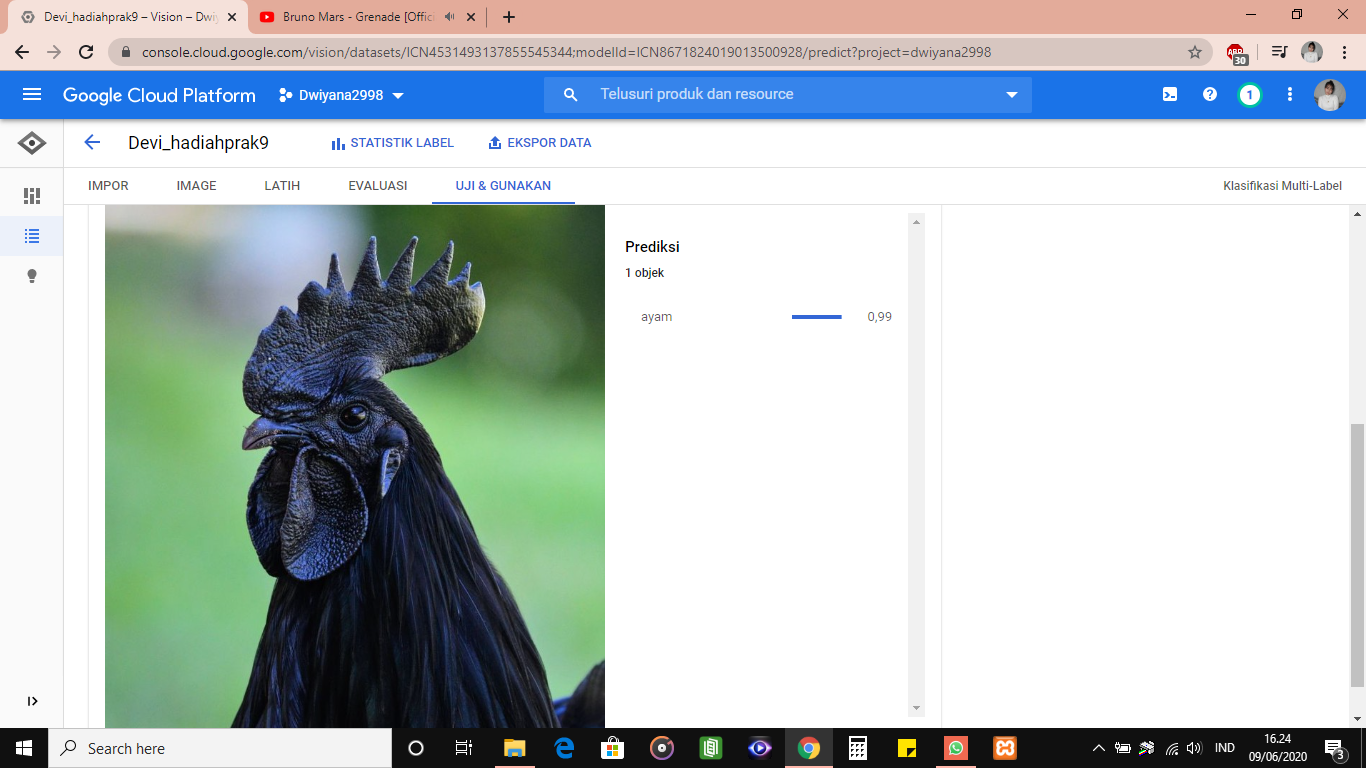 Devi_hadiahprak9 – Vision – Dwiy
Bruno Mars - Grenade [Offici
console.cloud.google.com/vision/datasets/ICN4531493137855545344;modelId=ICN8671824019013500928/predict?project=dwiyana2998
ABP
30
Google Cloud Platform
Dwiyana2998
Telusuri produk dan resource
1
Devi_hadiahprak9
STATISTIK LABEL
EKSPOR DATA
IMPOR
IMAGE
LATIH
EVALUASI
UJI & GUNAKAN
Klasifikasi Multi-Label
Prediksi
1 objek
ayam
0,99
Search here
IND
16.24
09/06/2020
3